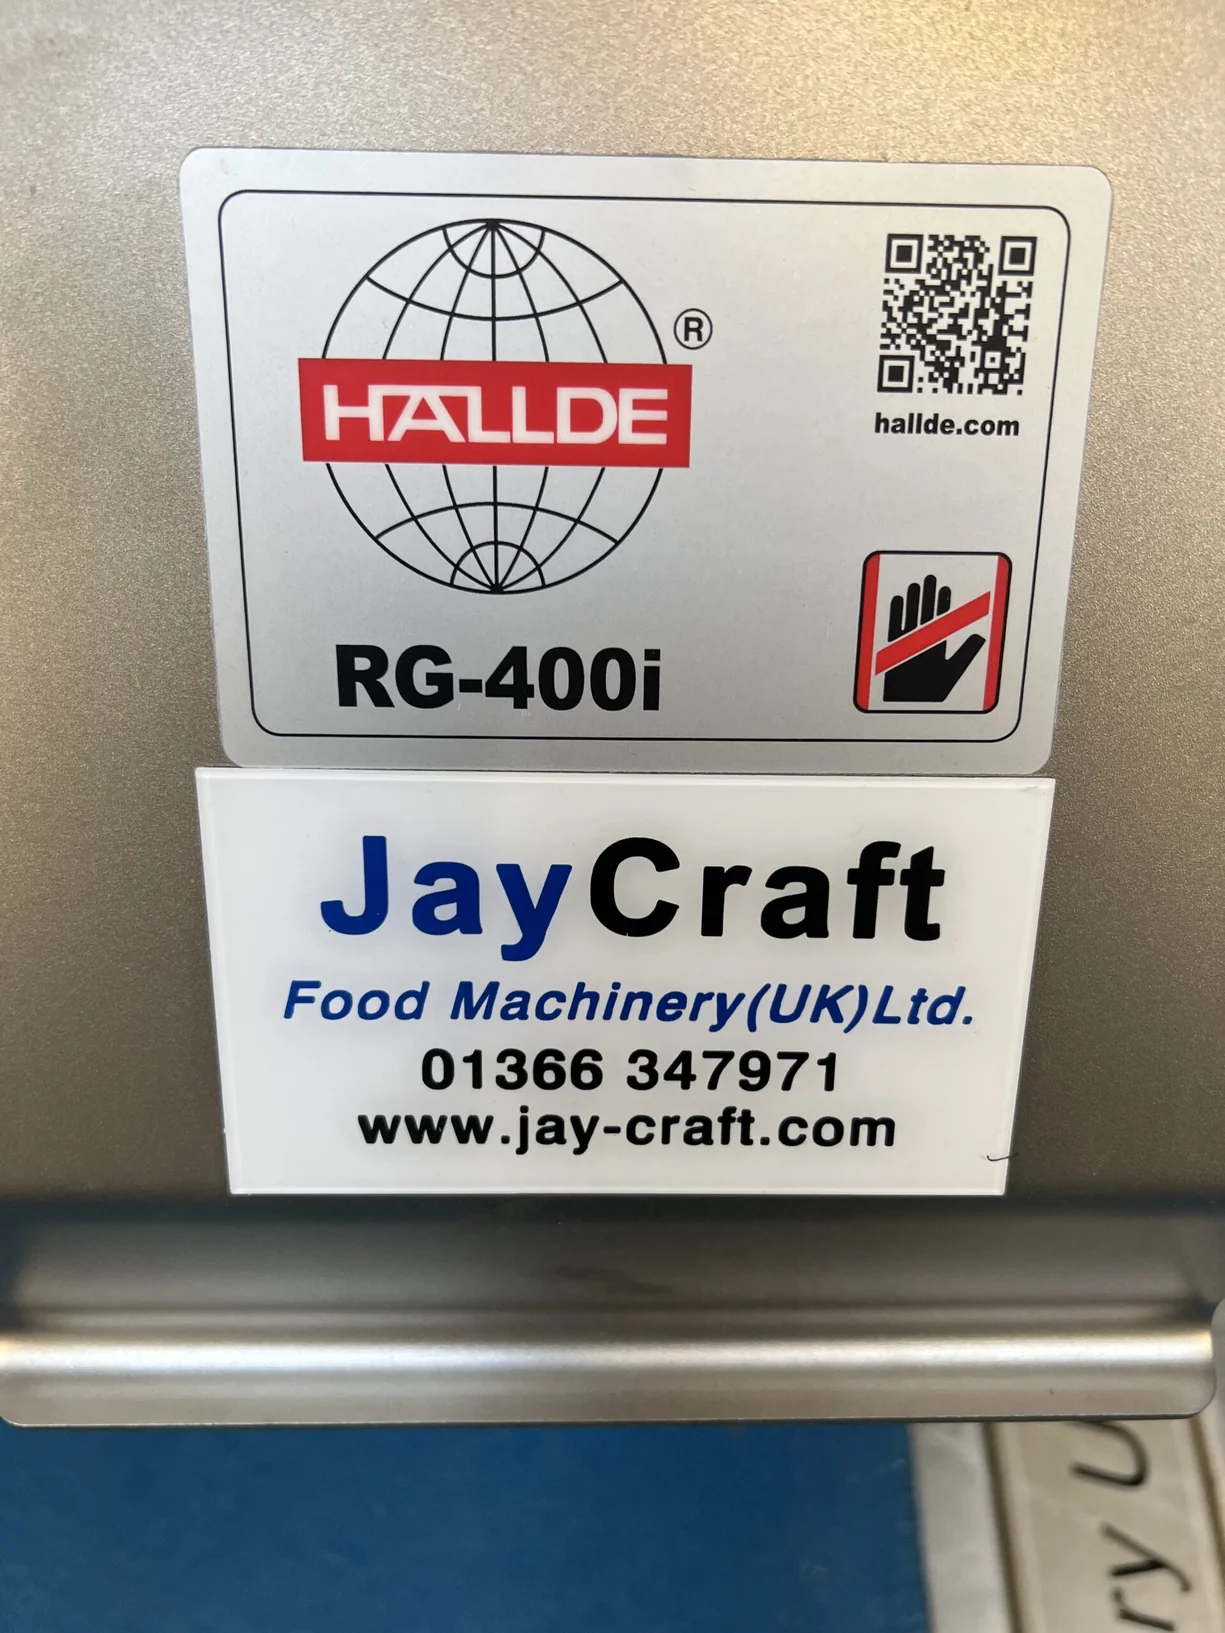 HALLDE
®
hallde.com
RG-400i
JayCraft
Food Machinery(UK)Ltd.
01366 347971
www.jay-craft.com